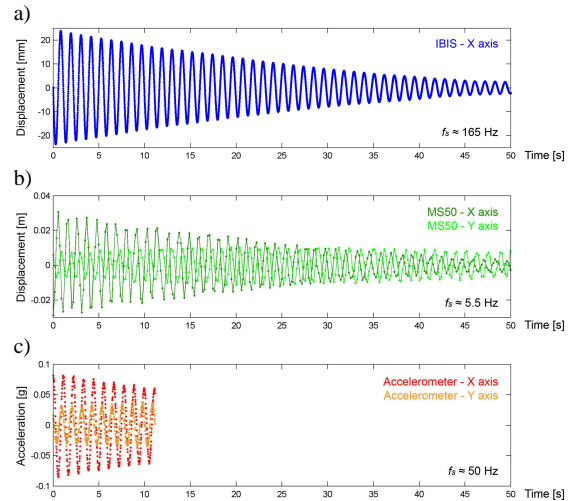 a)
Displacement [mm]
20
10
0
-10
-20
IBIS - X axis
fs ≈ 165 Hz
0 5 10 15 20 25 30 35 40 45 50
Time [s]
b)
Displacement [m]
0.04
0.02
0
-0.02
MS50 - X axis
MS50 - Y axis
fs ≈ 5.5 Hz
0 5 10 15 20 25 30 35 40 45 50
Time [s]
c)
Acceleration [g]
0.1
0.05
0
-0.05
-0.1
Accelerometer - X axis
Accelerometer - Y axis
fs ≈ 50 Hz
0 5 10 15 20 25 30 35 40 45 50
Time [s]